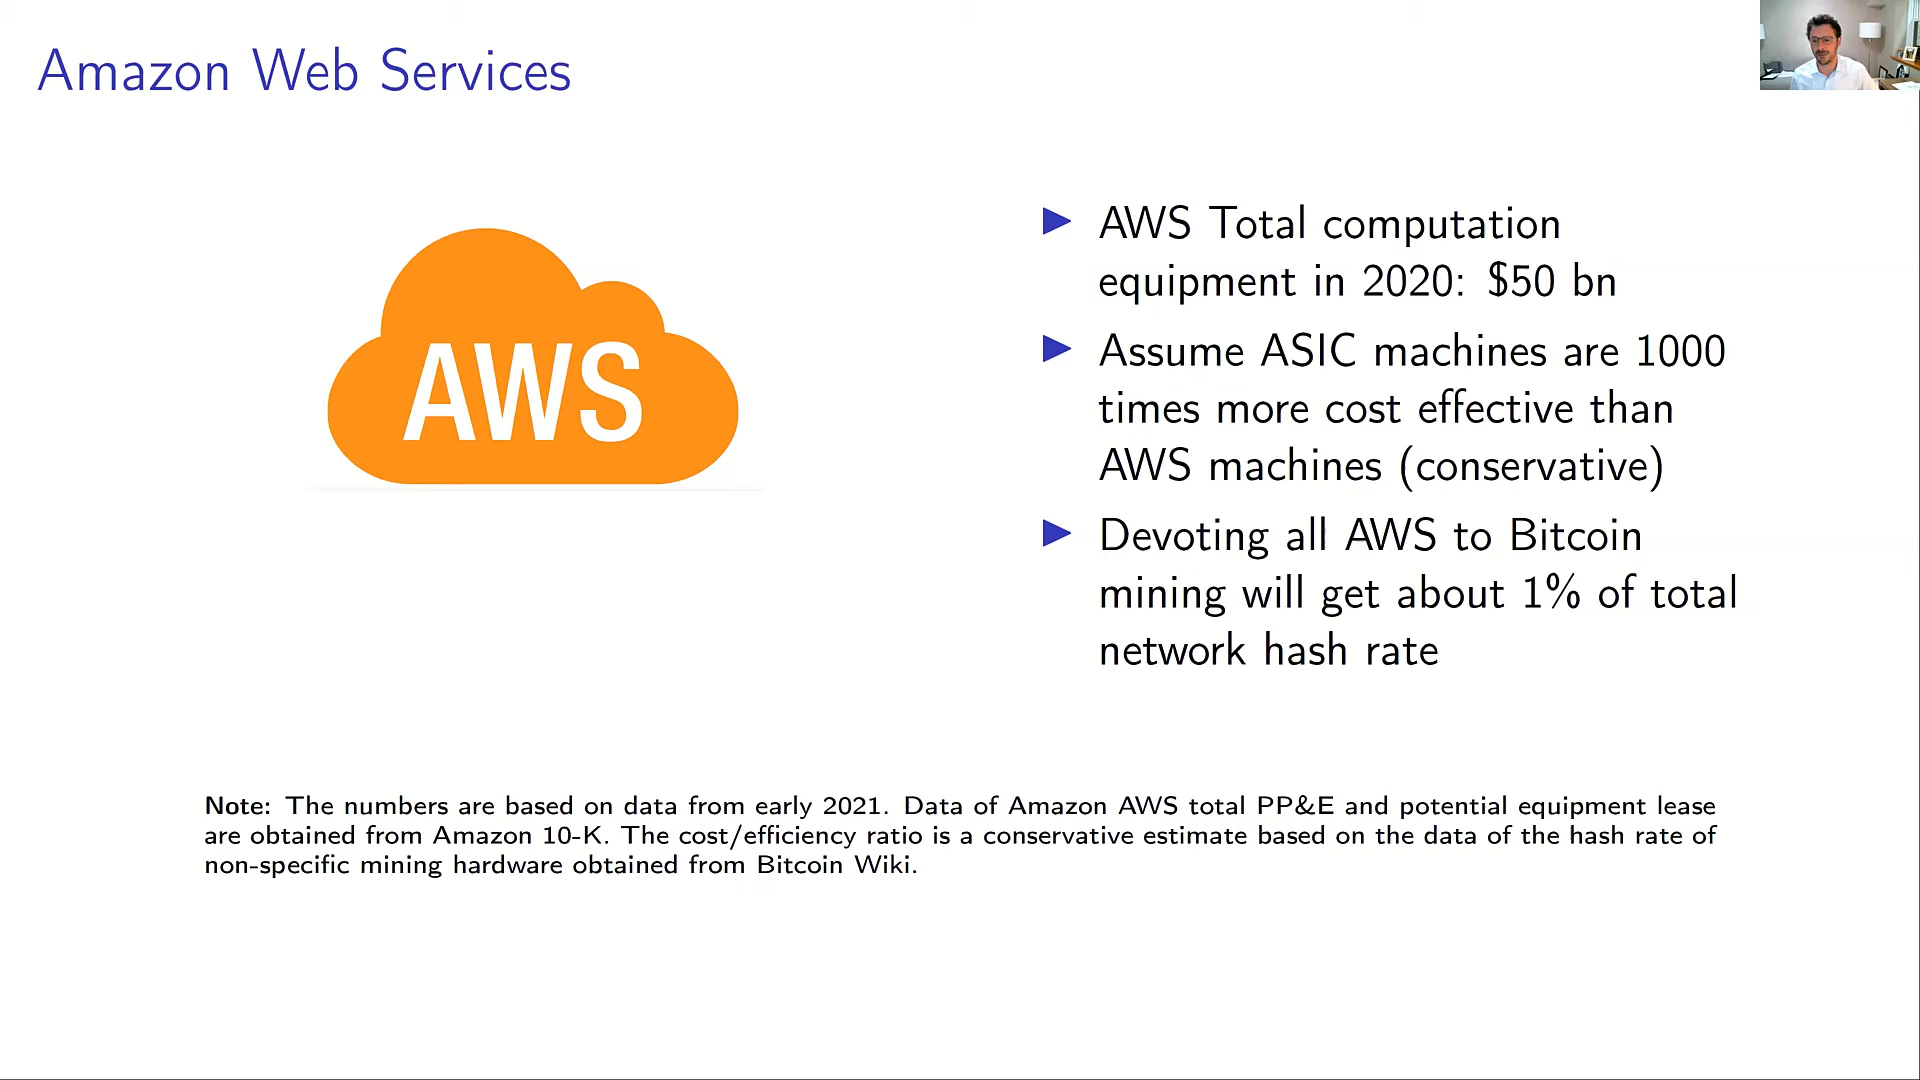 Amazon Web Services
AWS
▶ AWS Total computation
equipment in 2020: $50 bn
▶ Assume ASIC machines are 1000
times more cost effective than
AWS machines (conservative)
▶ Devoting all AWS to Bitcoin
mining will get about 1% of total
network hash rate
Note: The numbers are based on data from early 2021. Data of Amazon AWS total PP&E and potential equipment lease
are obtained from Amazon 10-K. The cost/efficiency ratio is a conservative estimate based on the data of the hash rate of
non-specific mining hardware obtained from Bitcoin Wiki.